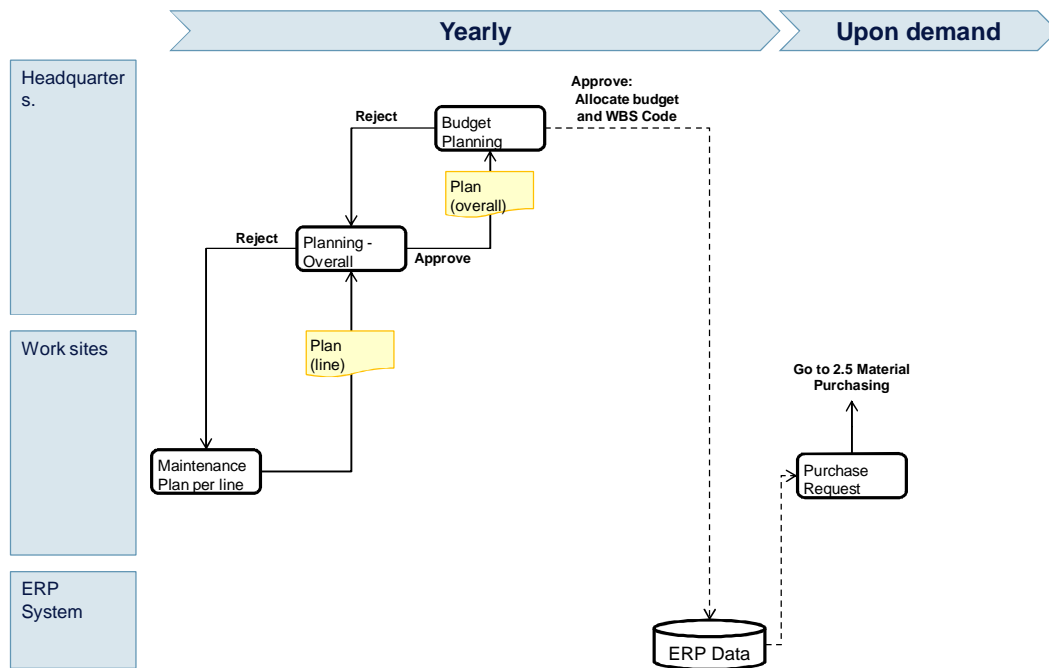 Yearly
Upon demand
Headquarter
s.
Approve:
Allocate budget
and WBS Code
Reject
Budget
Planning
Plan
(overall)
Reject
Planning -
Overall
Approve
Work sites
Plan
(line)
Go to 2.5 Material
Purchasing
Maintenance
Plan per line
Purchase
Request
ERP
System
ERP Data